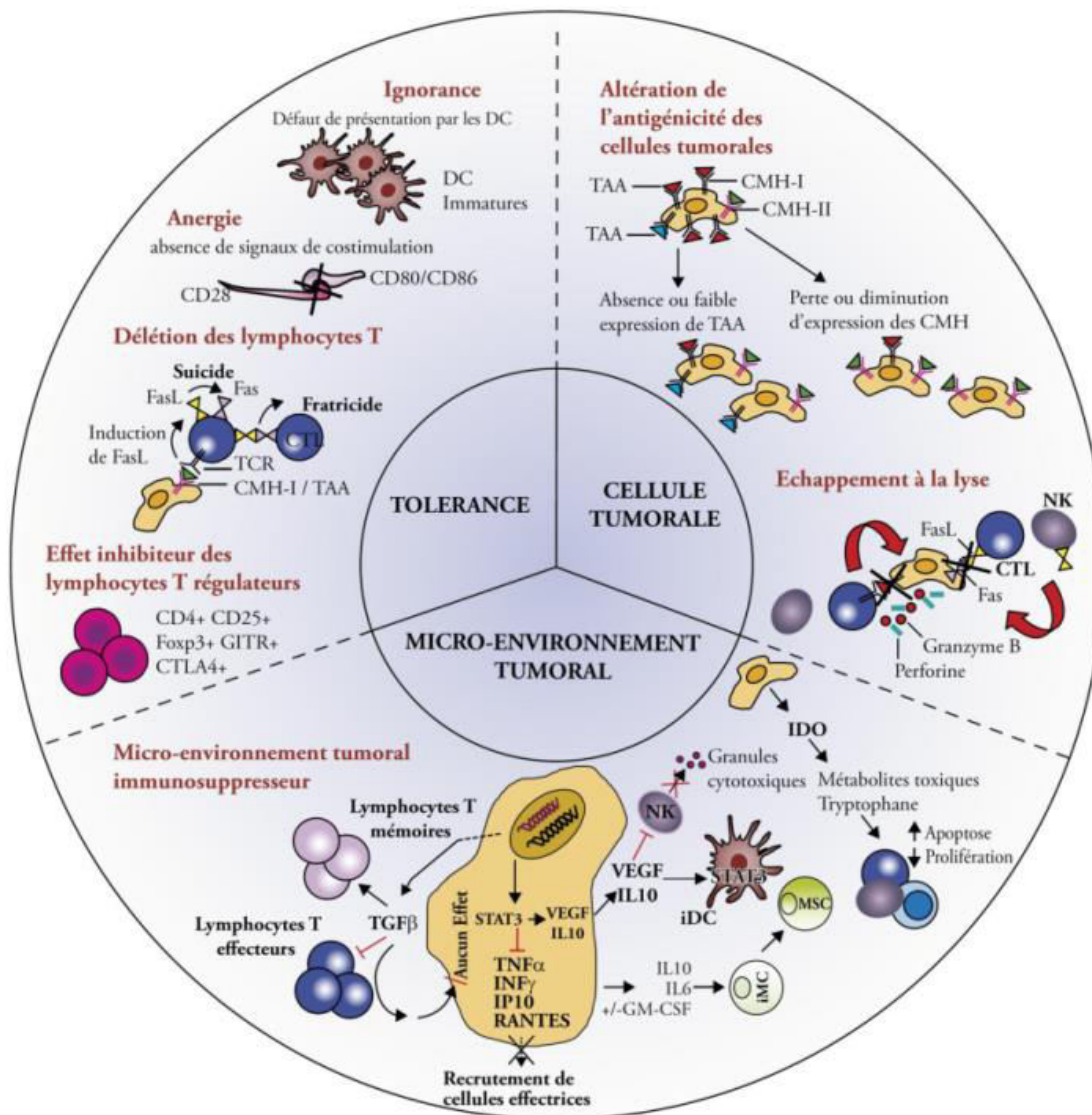 Ignorance
Défaut de présentation par les DC
DC
Immatures
Anergie
absence de signaux de costimulation
CD28
CD80/CD86
Délétion des lymphocytes T
Suicide
FasL
Fas
Fratricide
Induction
de FasL
CTL
TCR
CMH-I / TAA
Effet inhibiteur des
lymphocytes T régulateurs
CD4+ CD25+
Foxp3+ GITR+
CTLA4+
TOLERANCE
CELLULE
TUMORALE
MICRO-ENVIRONNEMENT
TUMORAL
Altération de
l'antigénicité des
cellules tumorales
TAA
CMH-I
CMH-II
TAA
Absence ou faible
expression de TAA
Perte ou diminution
d'expression des CMH
Echappement à la lyse
NK
FasL
CTL
Fas
Granzyme B
Perforine
Micro-environnement tumoral
immunosuppresseur
Lymphocytes T
mémoires
Lymphocytes T
effecteurs
TGFβ
Aucun Effet
STAT3
VEGF
IL10
TNFα
INFγ
IP10
RANTES
Recrutement de
cellules effectrices
NK
Granules
cytotoxiques
VEGF
IL10
STAT3
iDC
IL10
IL6
+/-GM-CSF
iMC
MSC
IDO
Métabolites toxiques
Tryptophane
Apoptose
Prolifération